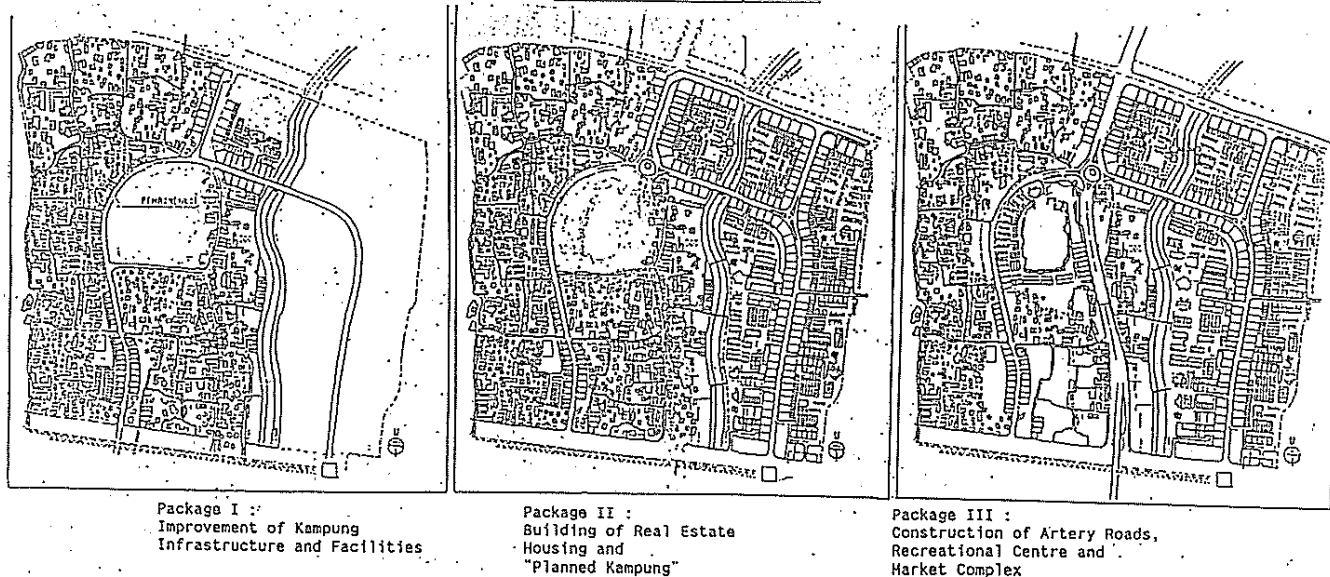 Package I :
Improvement of Kampung
Infrastructure and Facilities
Package II :
Building of Real Estate
Housing and
"Planned Kampung"
Package III :
Construction of Artery Roads,
Recreational Centre and
Market Complex